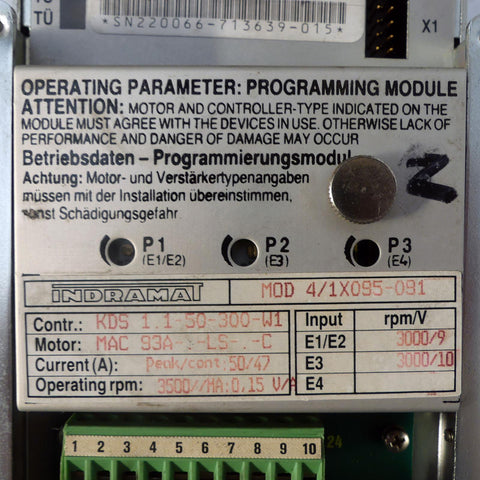 TÜ
*SN220066-713639-015*
X1
OPERATING PARAMETER: PROGRAMMING MODULE
ATTENTION: MOTOR AND CONTROLLER-TYPE INDICATED ON THE
MODULE MUST AGREE WITH THE DEVICES IN USE. OTHERWISE LACK OF
PERFORMANCE AND DANGER OF DAMAGE MAY OCCUR
Betriebsdaten – Programmierungsmodul
Achtung: Motor- und Verstärkertypenangaben
müssen mit der Installation übereinstimmen,
sonst Schädigungsgefahr
Z
P1 P2 P3
(E1/E2) (E3) (E4)
INDRAMAT MOD 4/1X095-091
Contr.: KDS 1.1-50-300-W1
Motor: MAC 93A-.-LS-.-C
Current (A): Peak/cont:50/47
Operating rpm: 3500//MA:0,15 V/A
Input rpm/V
E1/E2 3000/9
E3 3000/10
E4
1 2 3 4 5 6 7 8 9 10
24